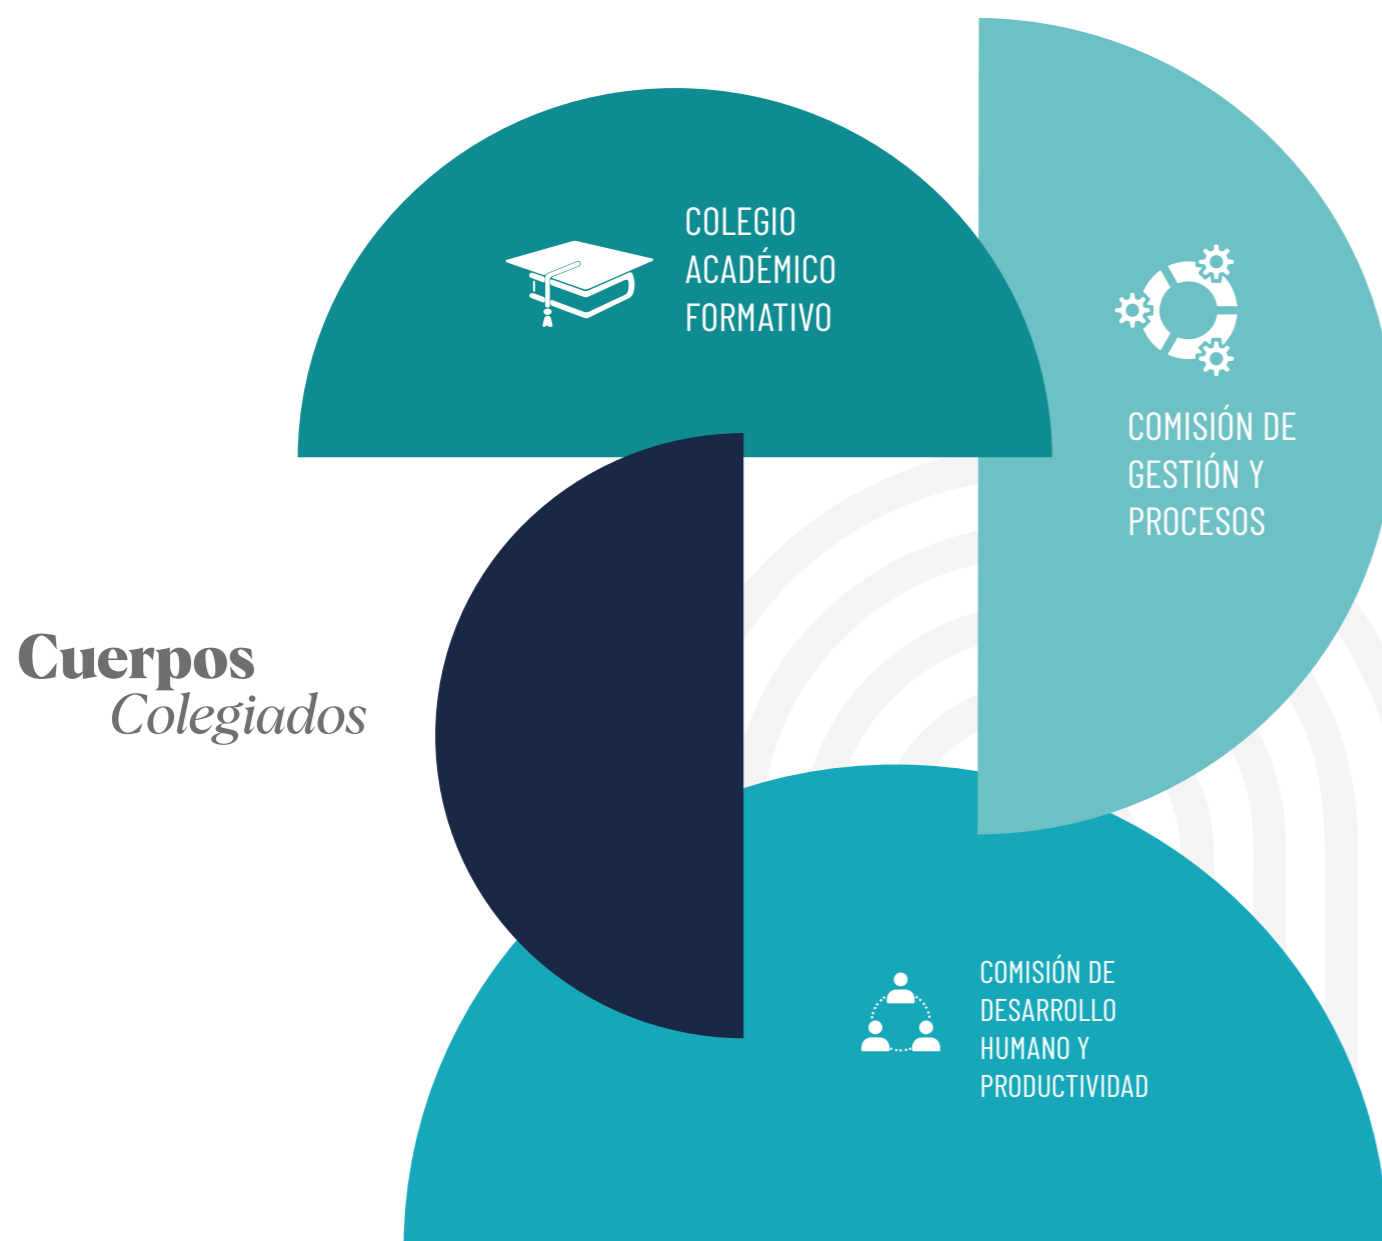 COLEGIO
ACADÉMICO
FORMATIVO
COMISIÓN DE
GESTIÓN Y
PROCESOS
Cuerpos
Colegiados
COMISIÓN DE
DESARROLLO
HUMANO Y
PRODUCTIVIDAD